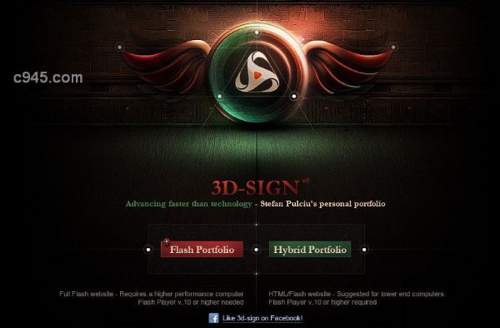 c945.com
3D-SIGN
Advancing faster than technology - Stefan Pulciu's personal portfolio
Flash Portfolio
Hybrid Portfolio
Full Flash website - Requires a higher performance computer
Flash Player v.10 or higher needed
HTML/Flash website - Suggested for lower end computers
Flash Player v.10 or higher required
Like 3d-sign on Facebook!